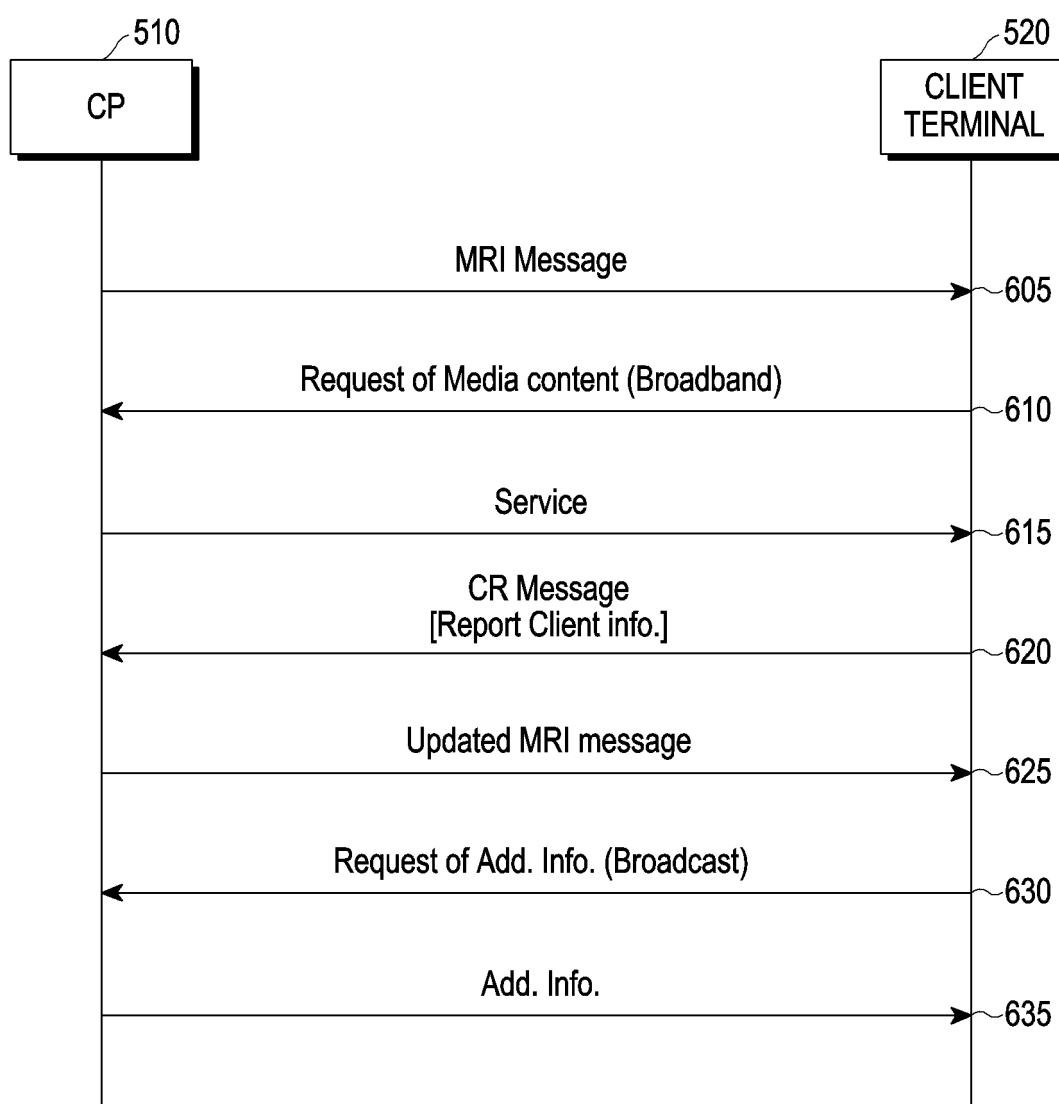 510
520
CP
CLIENT
TERMINAL
MRI Message
605
Request of Media content (Broadband)
610
Service
615
CR Message
[Report Client info.]
620
Updated MRI message
625
Request of Add. Info. (Broadcast)
630
Add. Info.
635